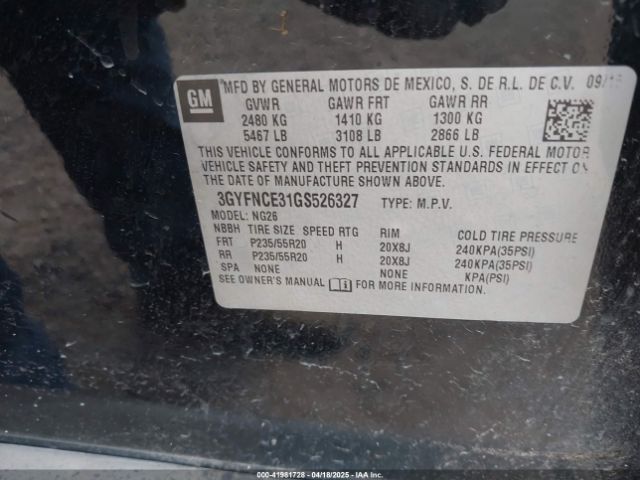 GM
MFD BY GENERAL MOTORS DE MEXICO, S. DE R.L. DE C.V. 09/15
GVWR GAWR FRT GAWR RR
2480 KG 1410 KG 1300 KG
5467 LB 3108 LB 2866 LB
THIS VEHICLE CONFORMS TO ALL APPLICABLE U.S. FEDERAL MOTOR
VEHICLE SAFETY AND THEFT PREVENTION STANDARDS IN EFFECT ON
THE DATE OF MANUFACTURE SHOWN ABOVE.
3GYFNCE31GS526327 TYPE: M.P.V.
MODEL: NG26
NBBH TIRE SIZE SPEED RTG RIM COLD TIRE PRESSURE
FRT P235/55R20 H 20X8J 240KPA(35PSI)
RR P235/55R20 H 20X8J 240KPA(35PSI)
SPA NONE NONE KPA(PSI)
SEE OWNER'S MANUAL FOR MORE INFORMATION.
000-41981728 - 04/18/2025 - IAAI, Inc.